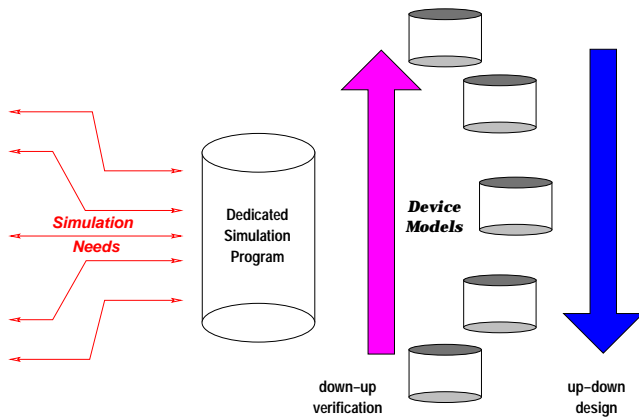 Simulation
Needs
Dedicated
Simulation
Program
Device
Models
down–up
verification
up–down
design